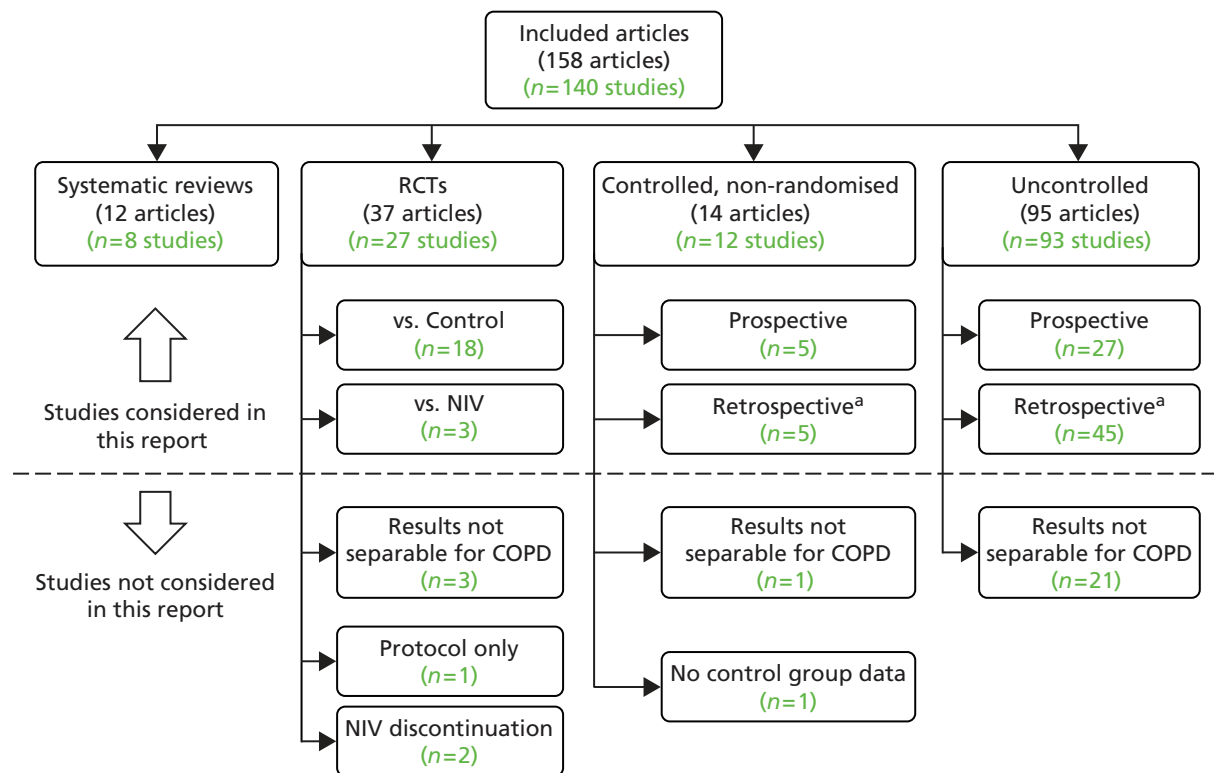 Included articles
(158 articles)
(n=140 studies)
Systematic reviews
(12 articles)
(n=8 studies)
RCTs
(37 articles)
(n=27 studies)
Controlled, non-randomised
(14 articles)
(n=12 studies)
Uncontrolled
(95 articles)
(n=93 studies)
Studies considered in
this report
vs. Control
(n=18)
vs. NIV
(n=3)
Prospective
(n=5)
Retrospectiveᵃ
(n=5)
Prospective
(n=27)
Retrospectiveᵃ
(n=45)
Studies not considered
in this report
Results not
separable for COPD
(n=3)
Protocol only
(n=1)
NIV discontinuation
(n=2)
Results not
separable for COPD
(n=1)
No control group data
(n=1)
Results not
separable for COPD
(n=21)